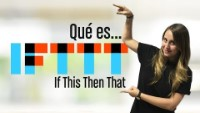 Qué es...
IFTTT
If This Then That